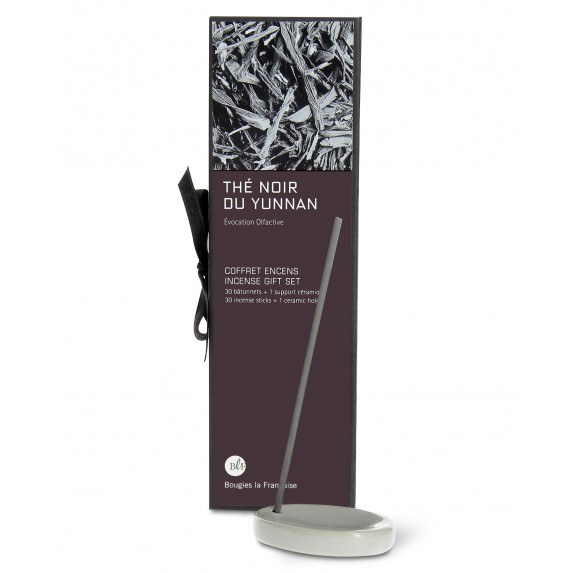 THÉ NOIR
DU YUNNAN
Évocation Olfactive
COFFRET ENCENS
INCENSE GIFT SET
30 bâtonnets + 1 support
30 incense sticks + 1 ceramic
BlF
Bougies la